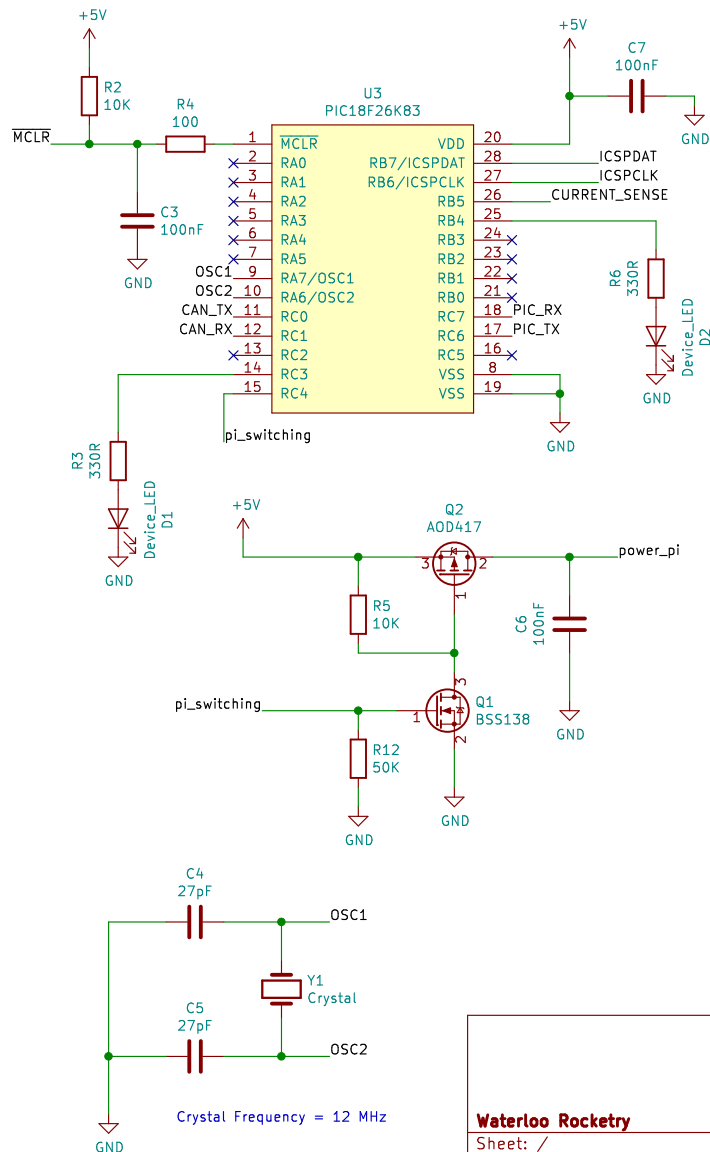 +5V
R2
10K
R4
100
MCLR
C3
100nF
GND
U3
PIC18F26K83
+5V
C7
100nF
GND
1 MCLR
2 RA0
3 RA1
4 RA2
5 RA3
6 RA4
7 RA5
OSC1 9 RA7/OSC1
OSC2 10 RA6/OSC2
CAN_TX 11 RC0
CAN_RX 12 RC1
13 RC2
14 RC3
15 RC4
VDD 20
RB7/ICSPDAT 28 ICSPDAT
RB6/ICSPCLK 27 ICSPCLK
RB5 26 CURRENT_SENSE
RB4 25
RB3 24
RB2 23
RB1 22
RB0 21
RC7 18 PIC_RX
RC6 17 PIC_TX
RC5 16
VSS 8
VSS 19
GND
R6
330R
Device_LED
D2
GND
pi_switching
R3
330R
Device_LED
D1
GND
+5V
Q2
AOD417
3
2
1
power_pi
R5
10K
C6
100nF
GND
pi_switching
1
3
2
Q1
BSS138
R12
50K
GND
GND
C4
27pF
OSC1
Y1
Crystal
C5
27pF
OSC2
GND
Crystal Frequency = 12 MHz
Waterloo Rocketry
Sheet: /